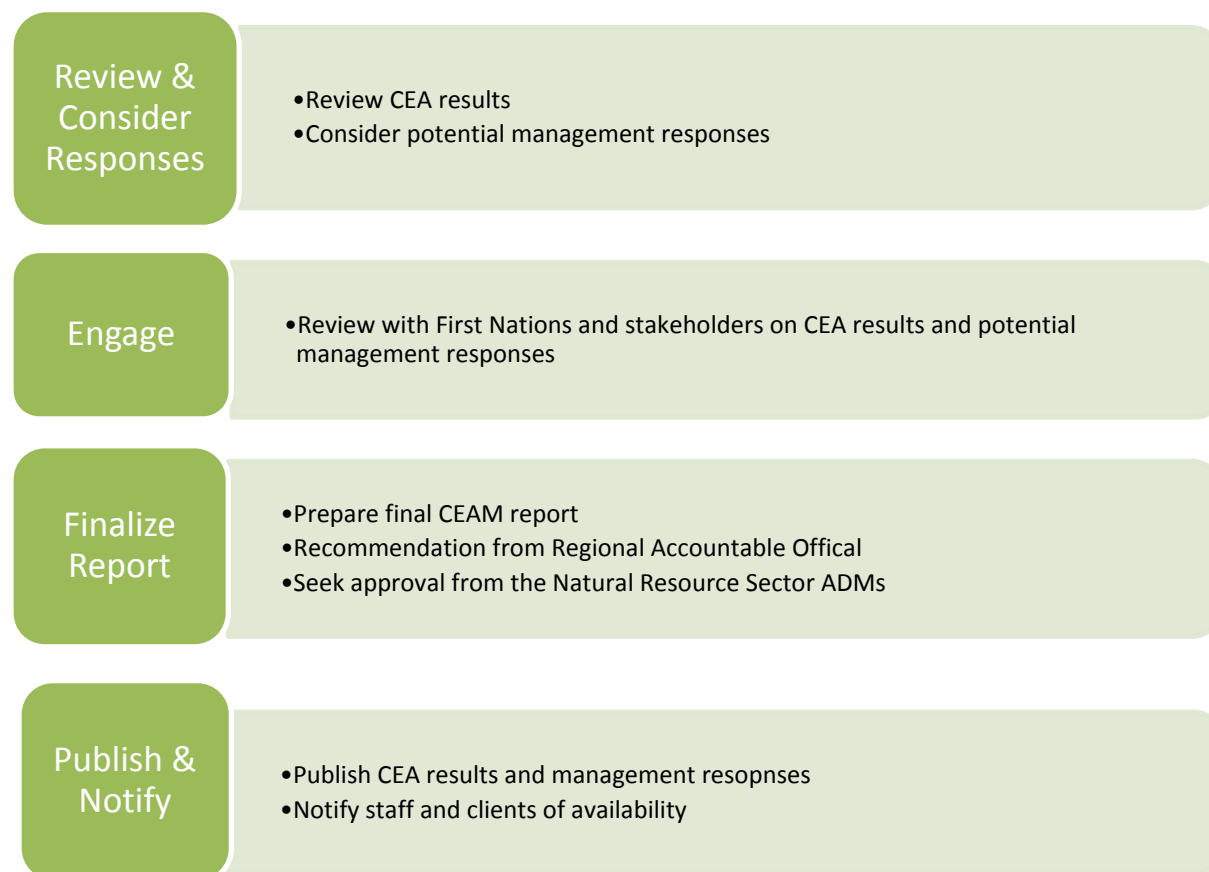 Review &
Consider
Responses
•Review CEA results
•Consider potential management responses
Engage
•Review with First Nations and stakeholders on CEA results and potential
management responses
Finalize
Report
•Prepare final CEAM report
•Recommendation from Regional Accountable Offical
•Seek approval from the Natural Resource Sector ADMs
Publish &
Notify
•Publish CEA results and management resopnses
•Notify staff and clients of availability